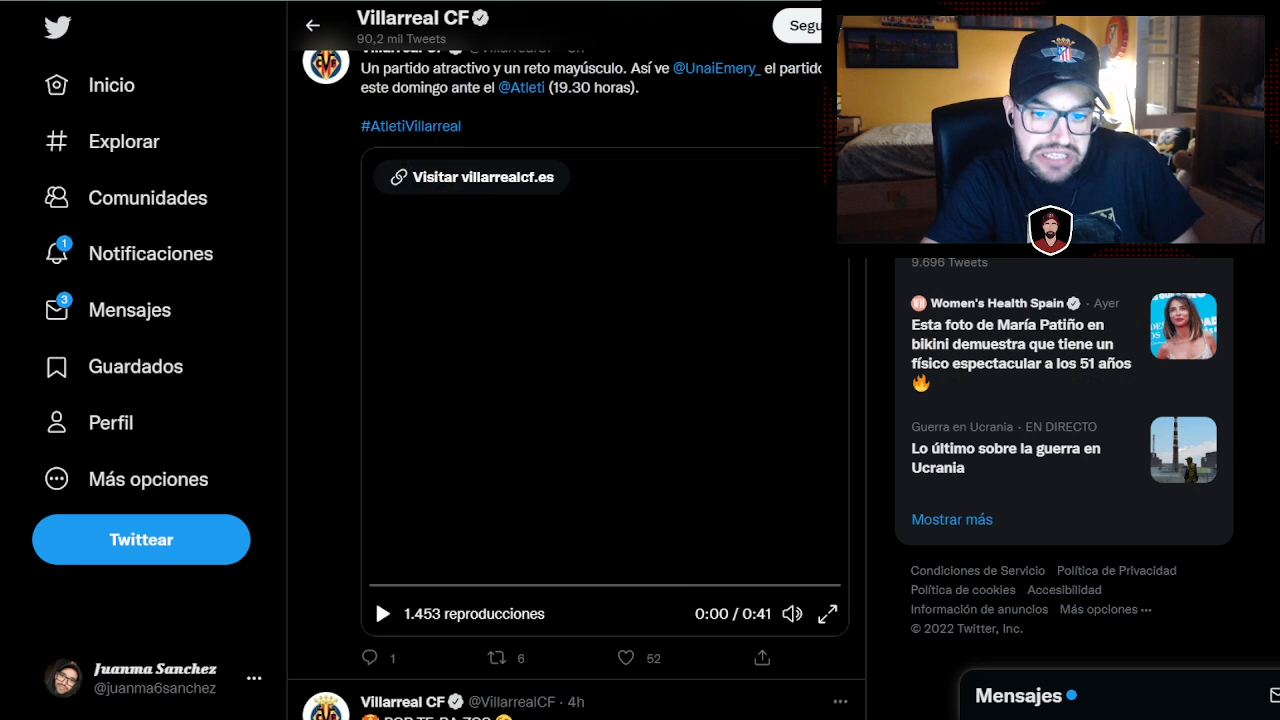 Villarreal CF
90,2 mil Tweets
Segu
Un partido atractivo y un reto mayúsculo. Así ve @UnaiEmery_ el partido
este domingo ante el @Atleti (19.30 horas).
#AtletiVillarreal
Visitar villarrealcf.es
1.453 reproducciones
0:00 / 0:41
1
6
52
Villarreal CF @VillarrealCF · 4h
Inicio
Explorar
Comunidades
1
Notificaciones
3
Mensajes
Guardados
Perfil
Más opciones
Twittear
Juanma Sanchez
@juanma6sanchez
9.696 Tweets
Women's Health Spain · Ayer
Esta foto de María Patiño en
bikini demuestra que tiene un
físico espectacular a los 51 años
Guerra en Ucrania · EN DIRECTO
Lo último sobre la guerra en
Ucrania
Mostrar más
Condiciones de Servicio Política de Privacidad
Política de cookies Accesibilidad
Información de anuncios Más opciones ···
© 2022 Twitter, Inc.
Mensajes